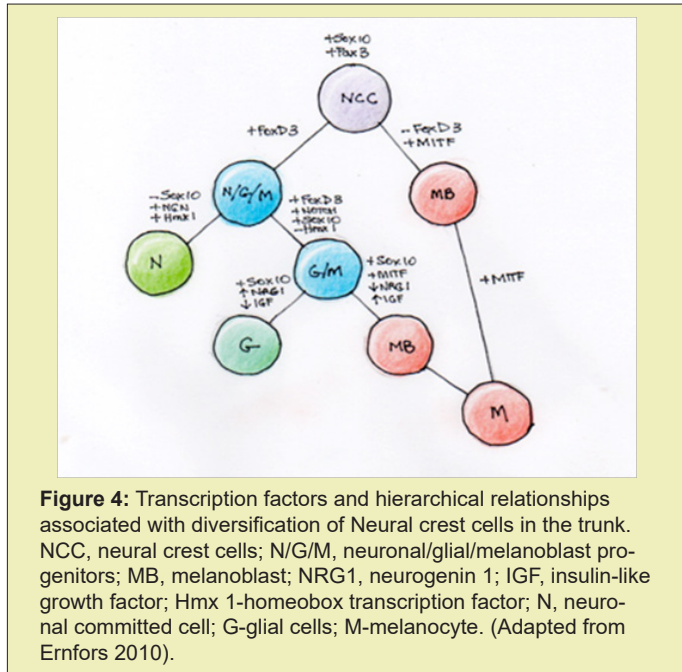 +Sox10
+Pax3
NCC
+FoxD3
-FoxD3
+MITF
N/G/M
MB
-Sox10
+NGN
+Hmx1
+FoxD3
+NOTCH
+Sox10
-Hmx1
N
G/M
+Sox10
+MITF
↓NRG1
↑IGF
+MITF
+Sox10
↑NRG1
↓IGF
G
MB
M
Figure 4: Transcription factors and hierarchical relationships
associated with diversification of Neural crest cells in the trunk.
NCC, neural crest cells; N/G/M, neuronal/glial/melanoblast pro-
genitors; MB, melanoblast; NRG1, neurogenin 1; IGF, insulin-like
growth factor; Hmx 1-homeobox transcription factor; N, neuro-
nal committed cell; G-glial cells; M-melanocyte. (Adapted from
Ernfors 2010).